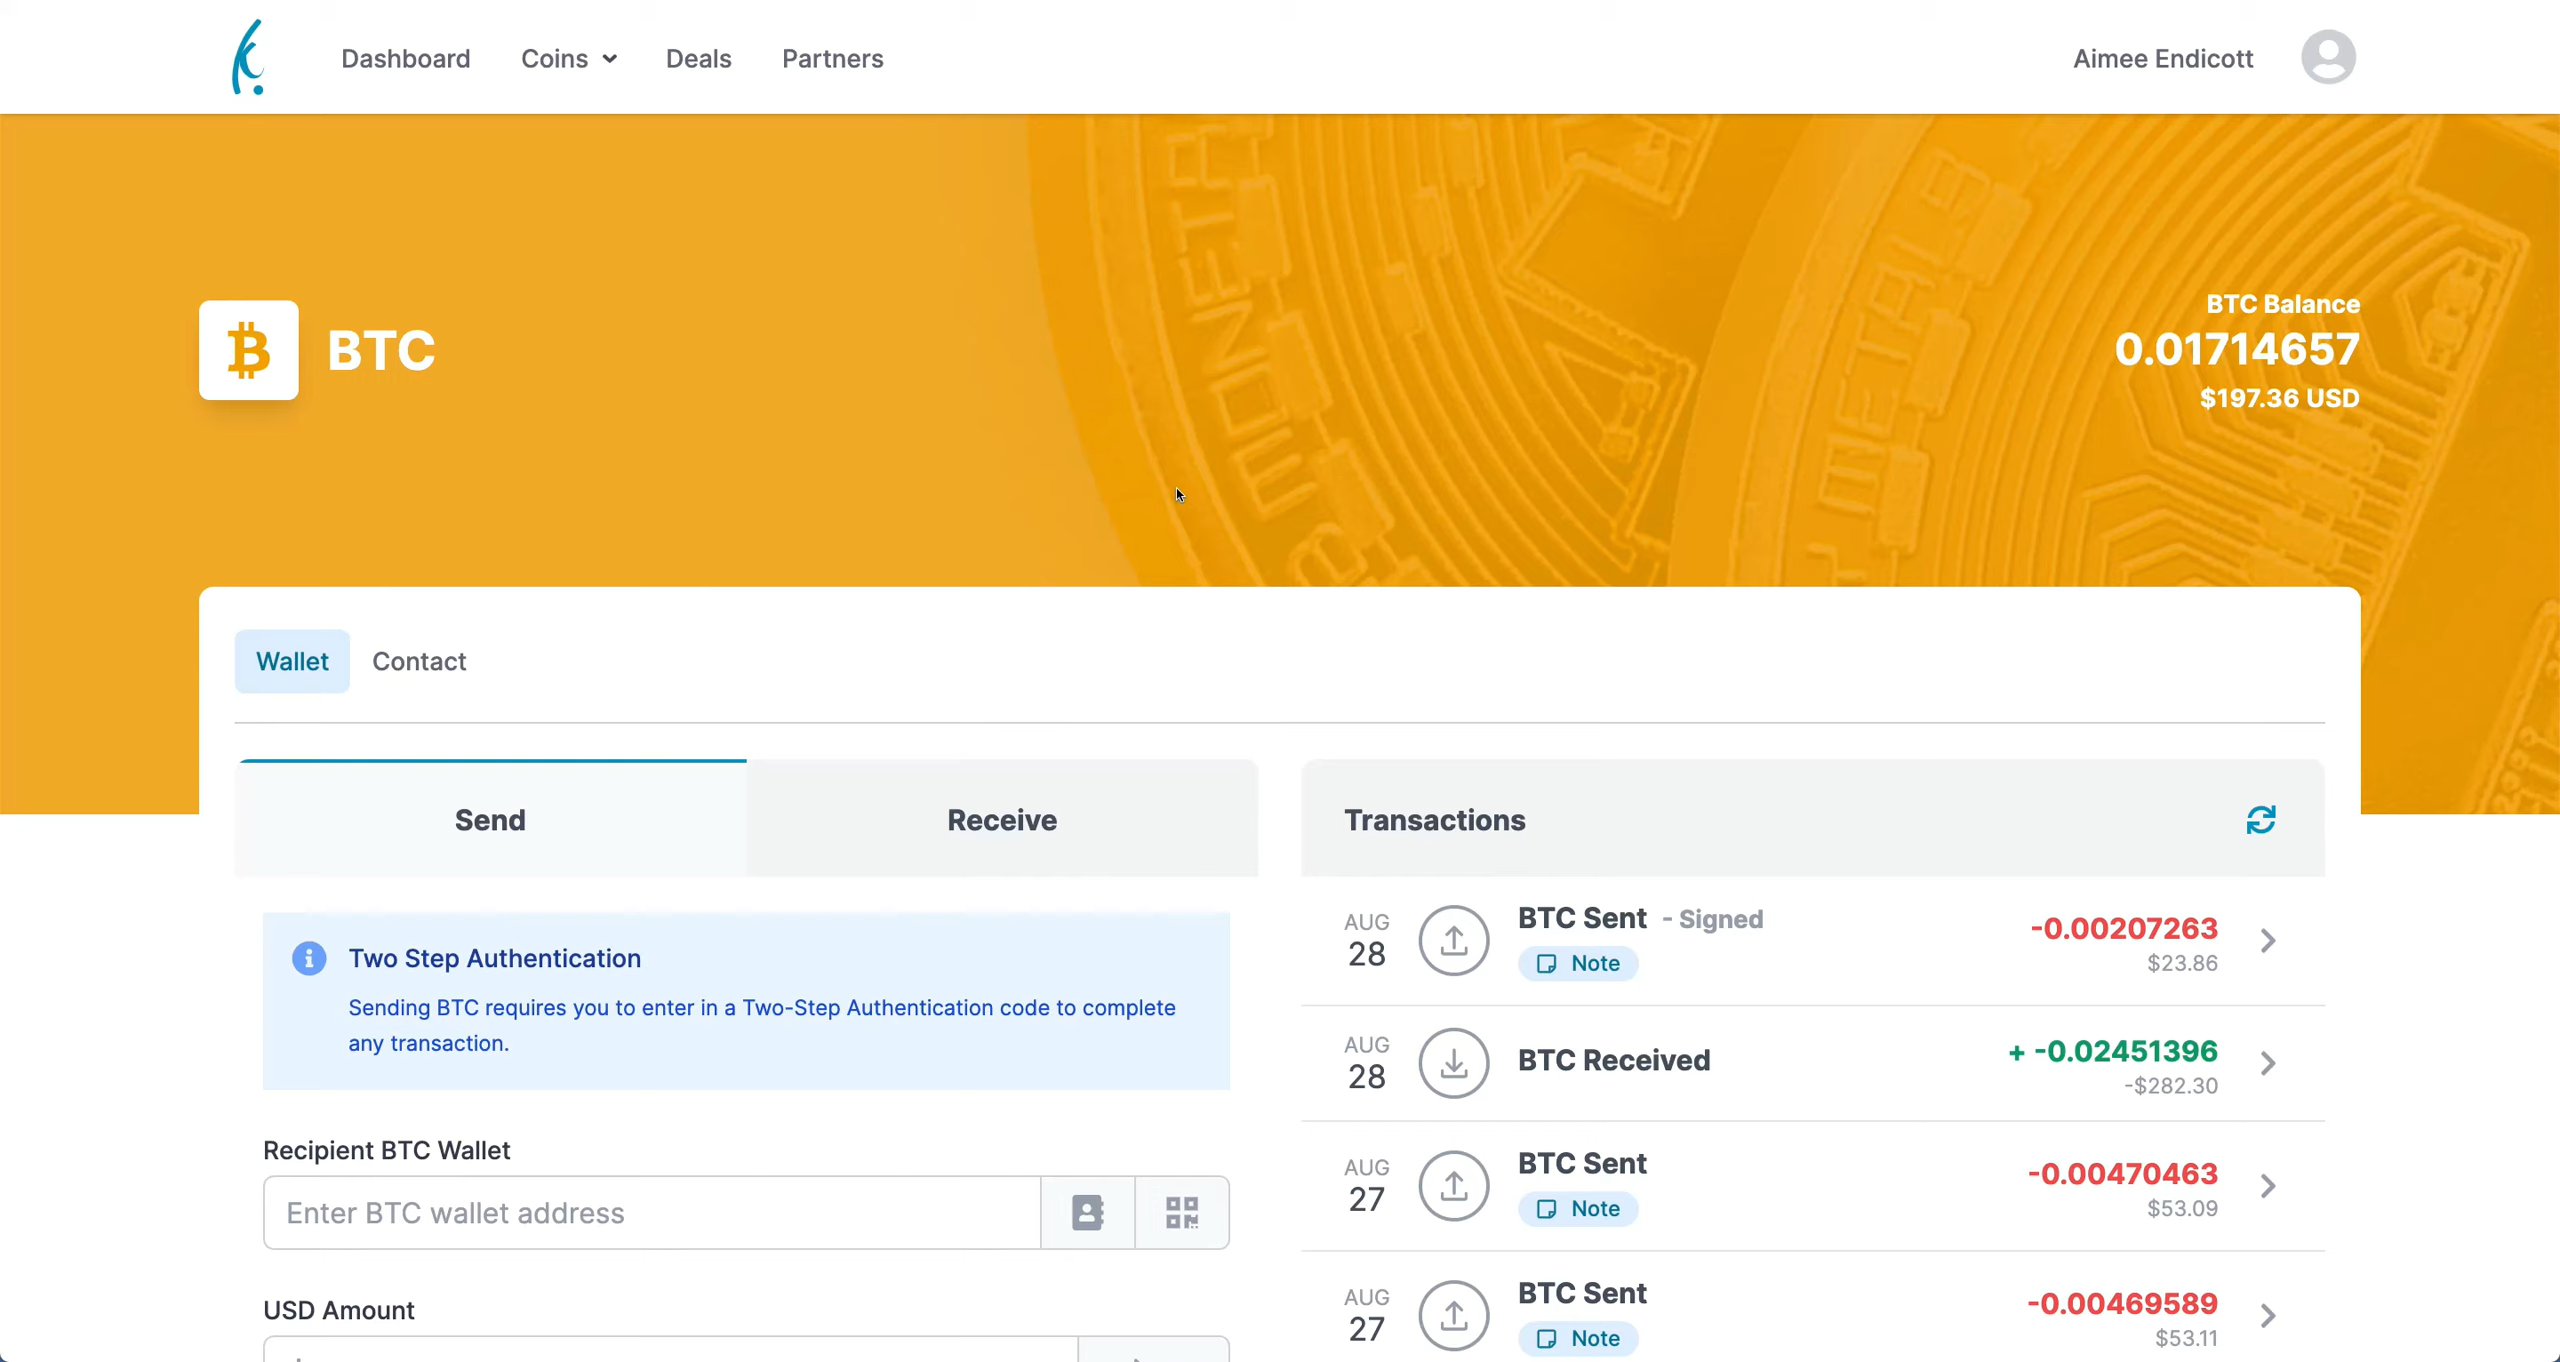 Dashboard
Coins
Deals
Partners
Aimee Endicott
BTC
BTC Balance
0.01714657
$197.36 USD
MONETA
METALS
Wallet
Contact
Send
Receive
Two Step Authentication
Sending BTC requires you to enter in a Two-Step Authentication code to complete
any transaction.
Recipient BTC Wallet
Enter BTC wallet address
USD Amount
Transactions
AUG
28
BTC Sent - Signed
Note
-0.00207263
$23.86
AUG
28
BTC Received
+ -0.02451396
-$282.30
AUG
27
BTC Sent
Note
-0.00470463
$53.09
AUG
27
BTC Sent
Note
-0.00469589
$53.11